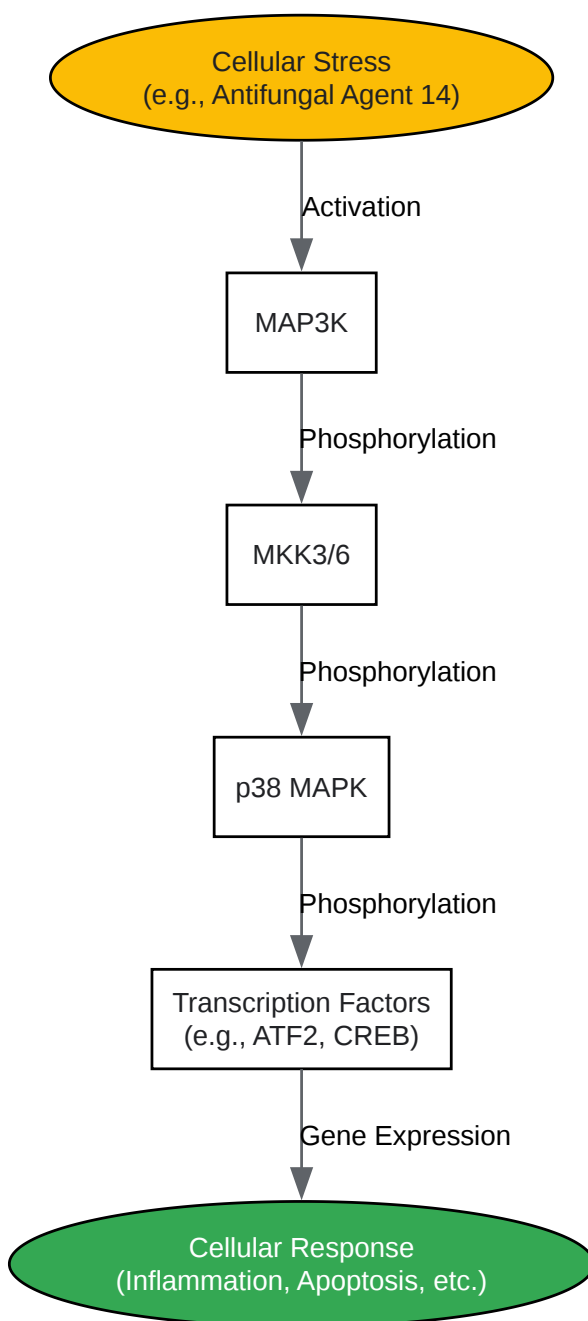 Cellular Stress
(e.g., Antifungal Agent 14)
Activation
MAP3K
Phosphorylation
MKK3/6
Phosphorylation
p38 MAPK
Phosphorylation
Transcription Factors
(e.g., ATF2, CREB)
Gene Expression
Cellular Response
(Inflammation, Apoptosis, etc.)